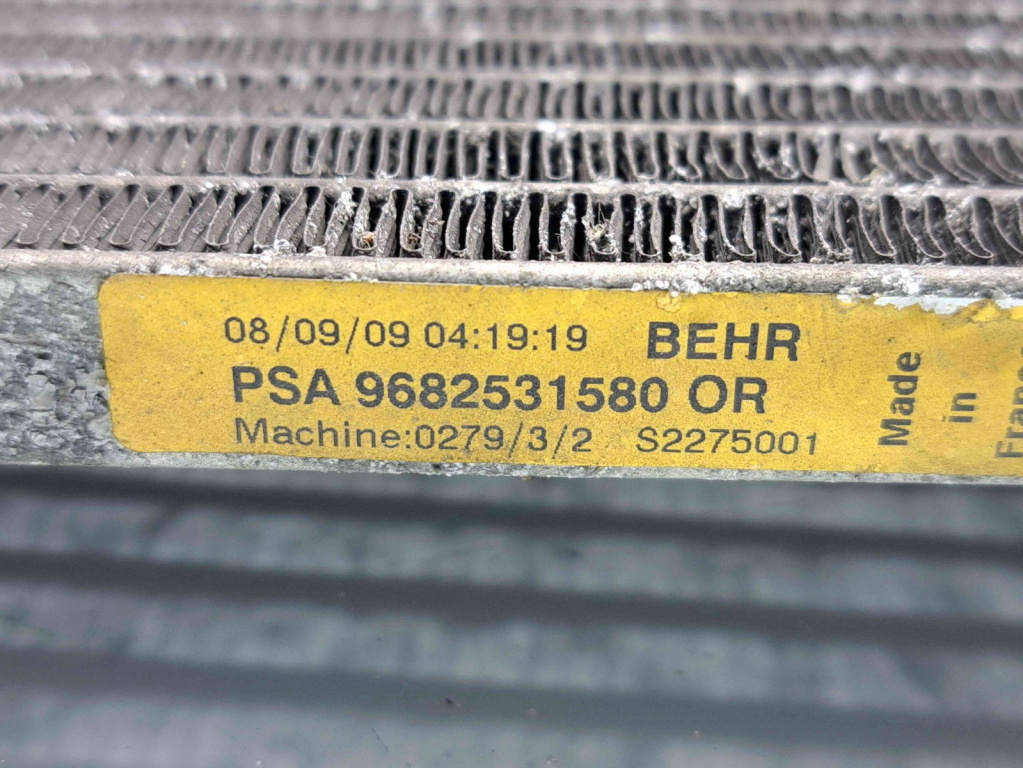 08/09/09 04:19:19 BEHR
PSA 9682531580 OR
Machine:0279/3/2 S2275001
Made
in